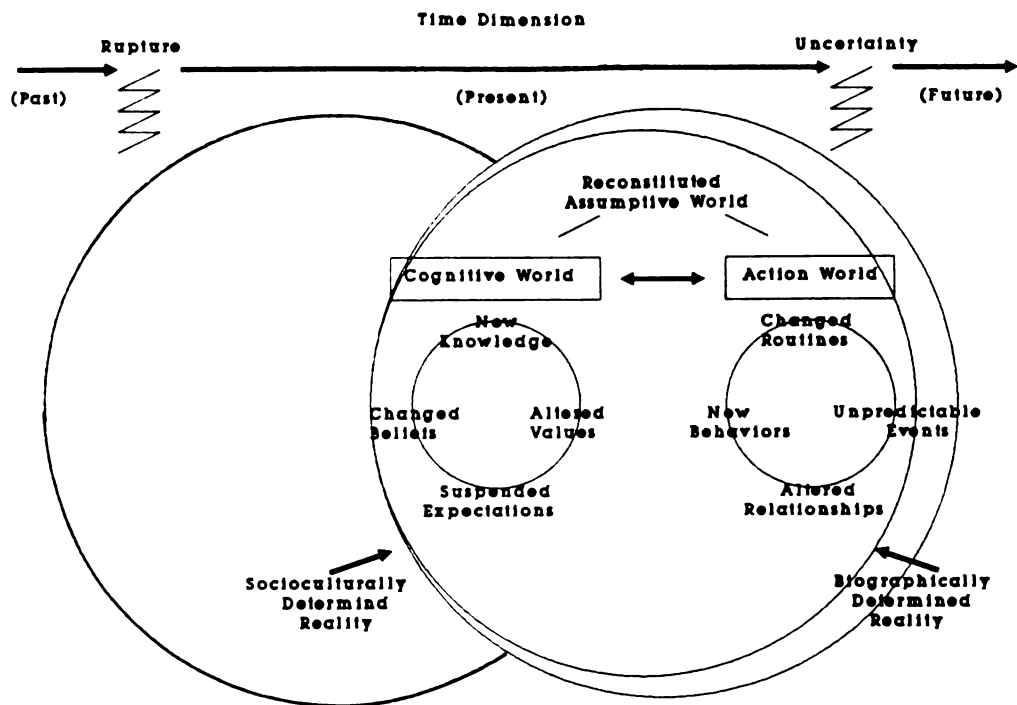 Time Dimension
Rupture
Uncertainty
(Past)
(Present)
(Future)
Reconstituted
Assumptive World
Cognitive World
Action World
New
Knowledge
Changed
Routines
Changed
Beliefs
Altered
Values
New
Behaviors
Unpredictable
Events
Suspended
Expectations
Altered
Relationships
Socioculturally
Determind
Reality
Biographically
Determined
Reality